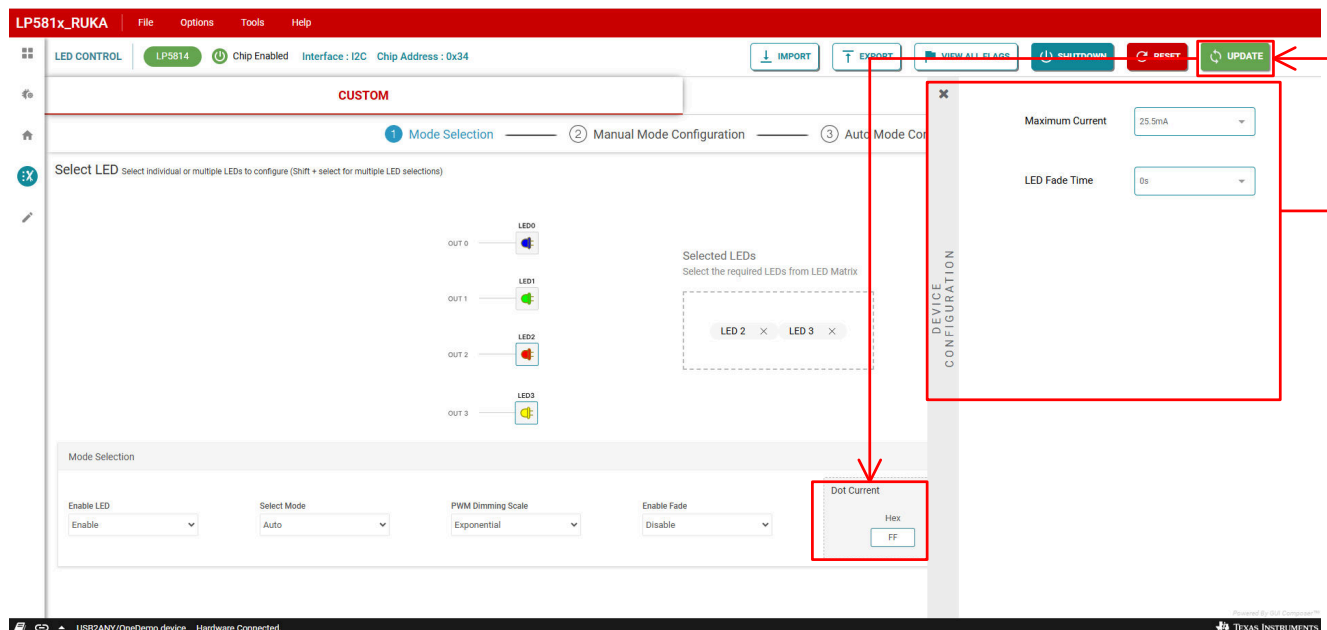 LP581x_RUKA File Options Tools Help
LED CONTROL LP5814 Chip Enabled Interface : I2C Chip Address : 0x34 IMPORT EXPORT VIEW ALL FLAGS SHUTDOWN RESET UPDATE
CUSTOM
1 Mode Selection 2 Manual Mode Configuration 3 Auto Mode Con
Select LED Select individual or multiple LEDs to configure (Shift + select for multiple LED selections)
LED0
OUT 0
LED1
OUT 1
LED2
OUT 2
LED3
OUT 3
Selected LEDs
Select the required LEDs from LED Matrix
LED 2 × LED 3 ×
DEVICE
CONFIGURATION
Maximum Current 25.5mA
LED Fade Time 0s
Mode Selection
Enable LED Select Mode PWM Dimming Scale Enable Fade
Enable Auto Exponential Disable
Dot Current
Hex
FF
Powered By GUI Composer™
USB2ANY/OneDemo device Hardware Connected TEXAS INSTRUMENTS